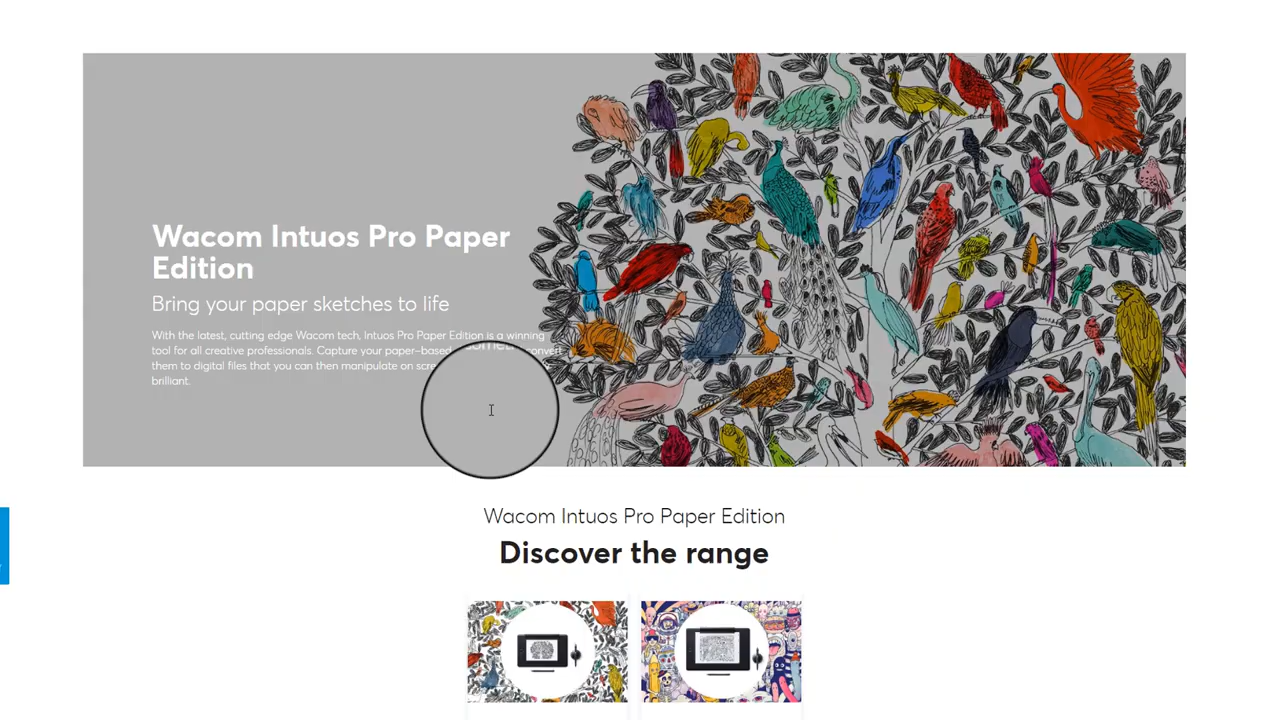 Wacom Intuos Pro Paper
Edition
Bring your paper sketches to life
With the latest, cutting edge Wacom tech, Intuos Pro Paper Edition is a winning
tool for all creative professionals. Capture your paper-based convert
them to digital files that you can then manipulate on
brilliant.
Wacom Intuos Pro Paper Edition
Discover the range